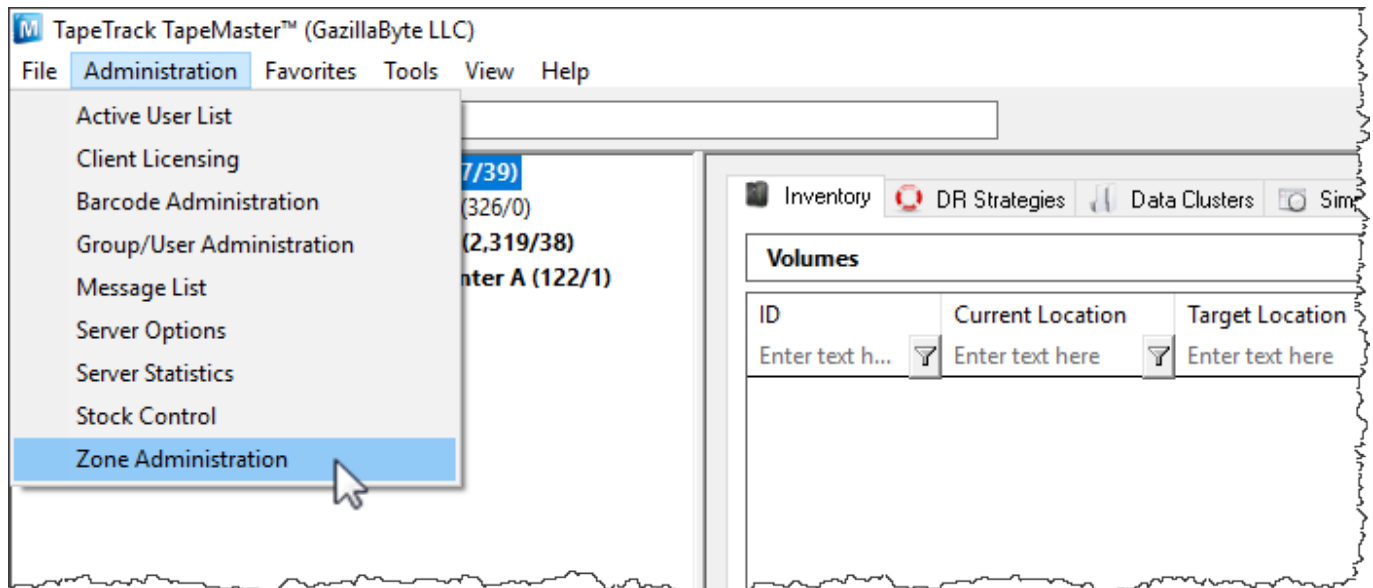 TapeTrack TapeMaster™ (GazillaByte LLC)
File Administration Favorites Tools View Help
Active User List
Client Licensing
Barcode Administration
Group/User Administration
Message List
Server Options
Server Statistics
Stock Control
Zone Administration
7/39)
(326/0)
(2,319/38)
nter A (122/1)
Inventory DR Strategies Data Clusters Sim
Volumes
ID Current Location Target Location
Enter text h... Enter text here Enter text here